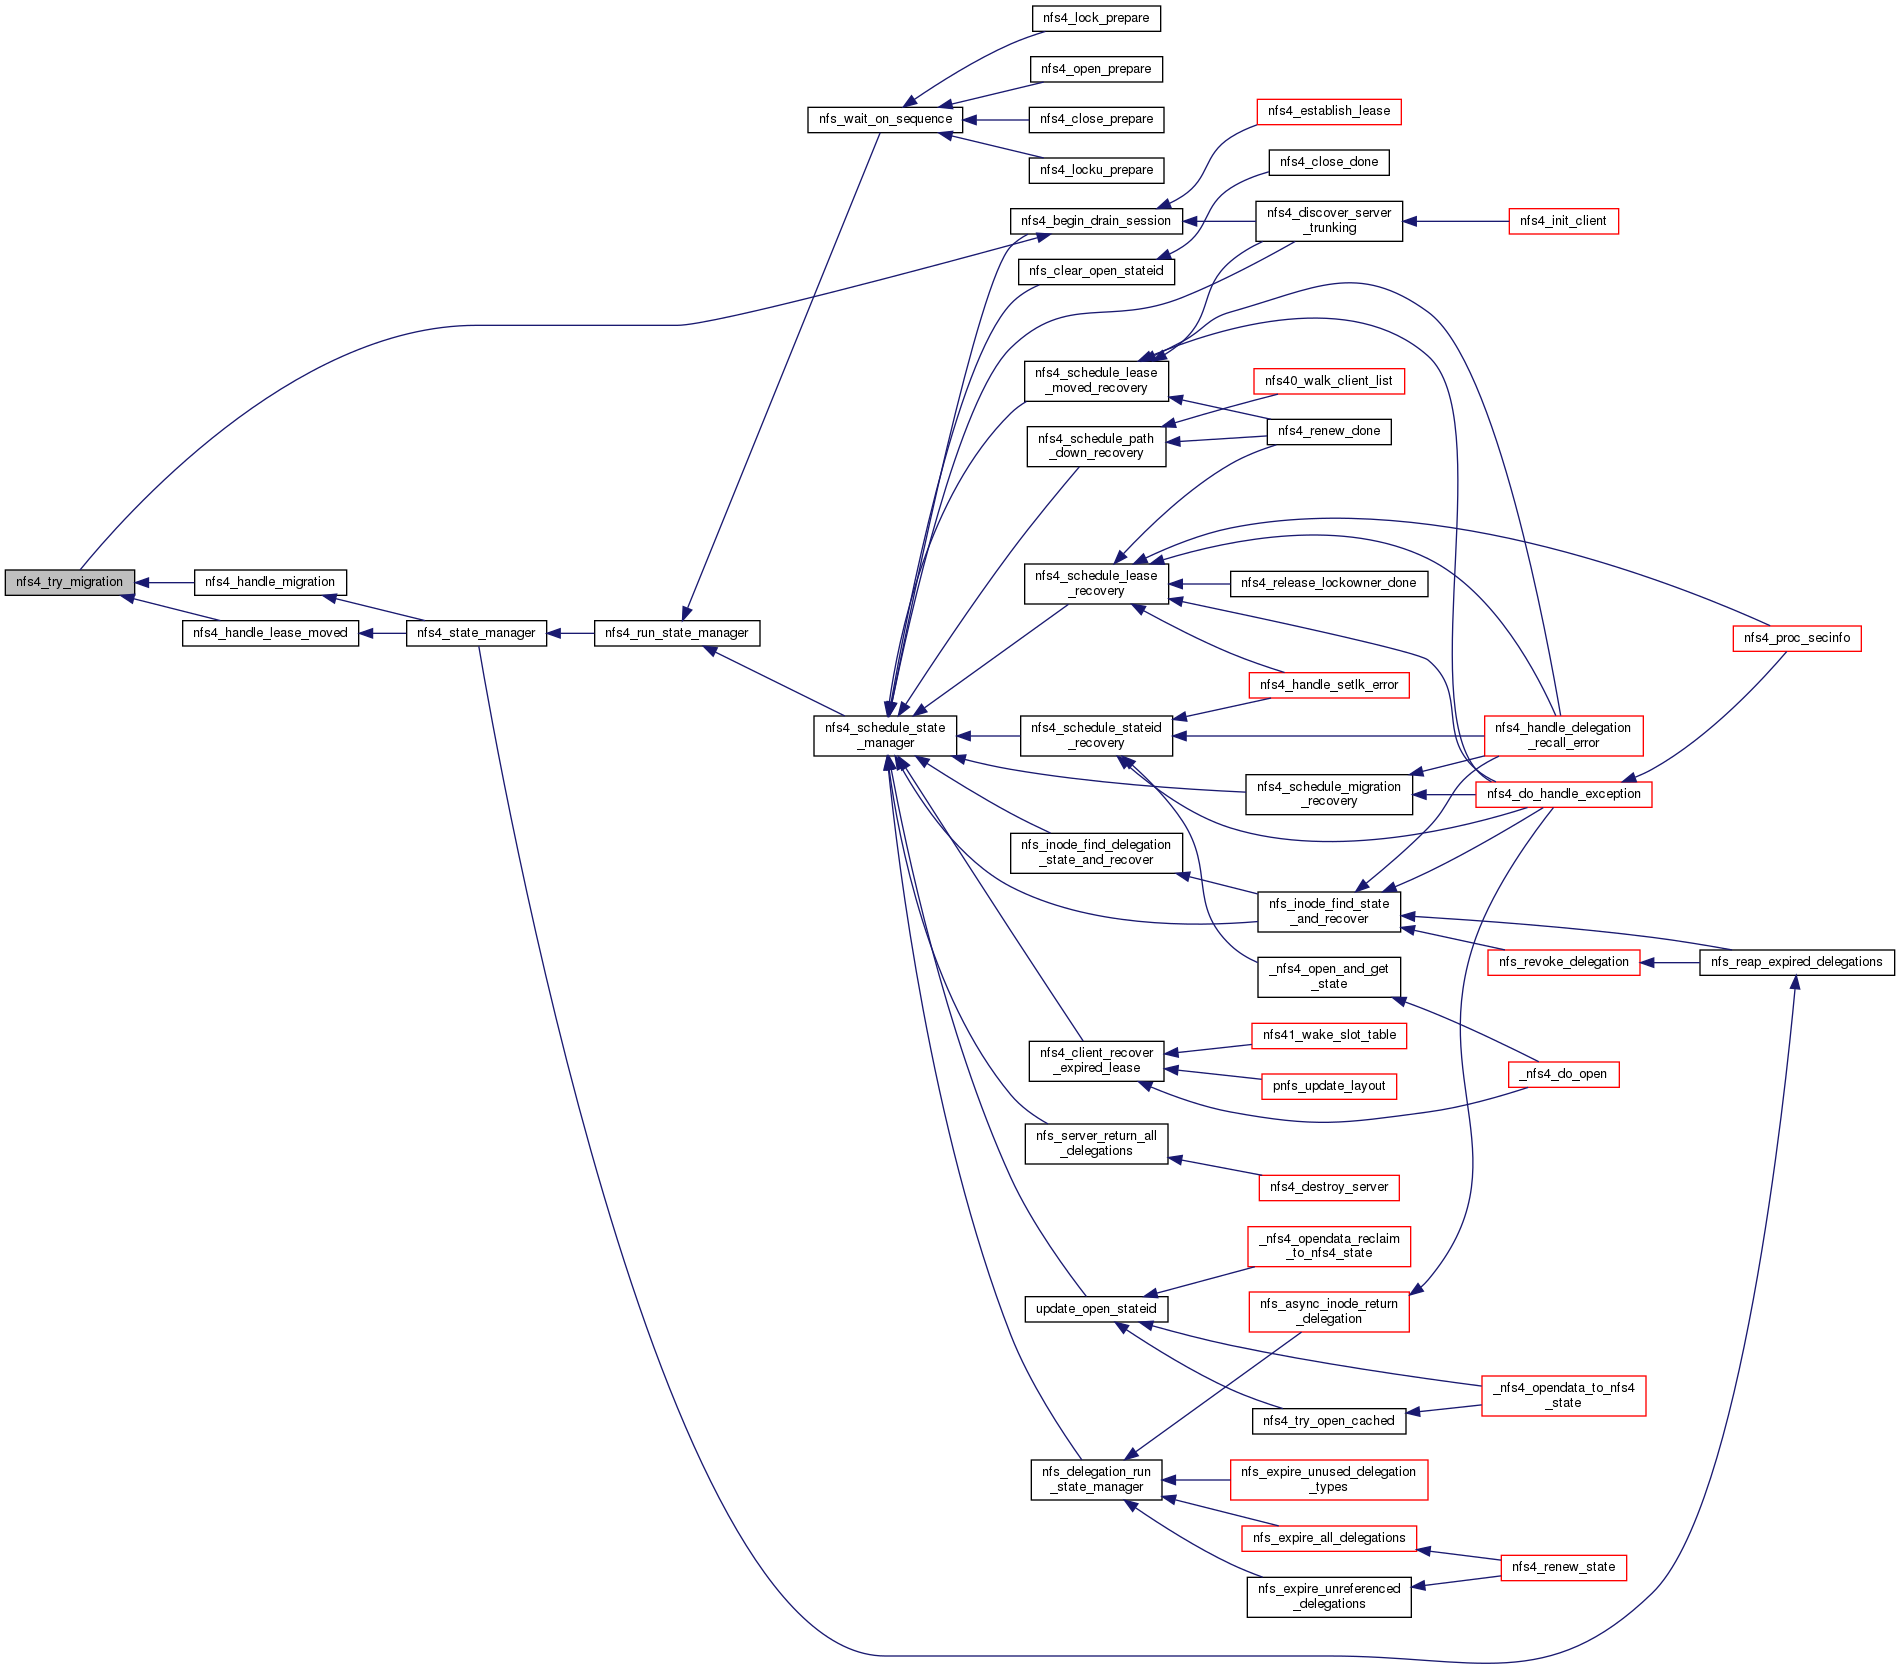 nfs4_lock_prepare
nfs4_open_prepare
nfs_wait_on_sequence
nfs4_close_prepare
nfs4_locku_prepare
nfs4_establish_lease
nfs4_close_done
nfs4_begin_drain_session
nfs4_discover_server
_trunking
nfs4_init_client
nfs_clear_open_stateid
nfs4_schedule_lease
_moved_recovery
nfs40_walk_client_list
nfs4_schedule_path
_down_recovery
nfs4_renew_done
nfs4_try_migration
nfs4_handle_migration
nfs4_handle_lease_moved
nfs4_state_manager
nfs4_run_state_manager
nfs4_schedule_lease
_recovery
nfs4_release_lockowner_done
nfs4_proc_secinfo
nfs4_handle_setlk_error
nfs4_schedule_state
_manager
nfs4_schedule_stateid
_recovery
nfs4_handle_delegation
_recall_error
nfs4_schedule_migration
_recovery
nfs4_do_handle_exception
nfs_inode_find_delegation
_state_and_recover
nfs_inode_find_state
_and_recover
nfs_revoke_delegation
nfs_reap_expired_delegations
_nfs4_open_and_get
_state
nfs4_client_recover
_expired_lease
nfs41_wake_slot_table
pnfs_update_layout
_nfs4_do_open
nfs_server_return_all
_delegations
nfs4_destroy_server
_nfs4_opendata_reclaim
_to_nfs4_state
update_open_stateid
nfs_async_inode_return
_delegation
_nfs4_opendata_to_nfs4
_state
nfs4_try_open_cached
nfs_delegation_run
_state_manager
nfs_expire_unused_delegation
_types
nfs_expire_all_delegations
nfs4_renew_state
nfs_expire_unreferenced
_delegations